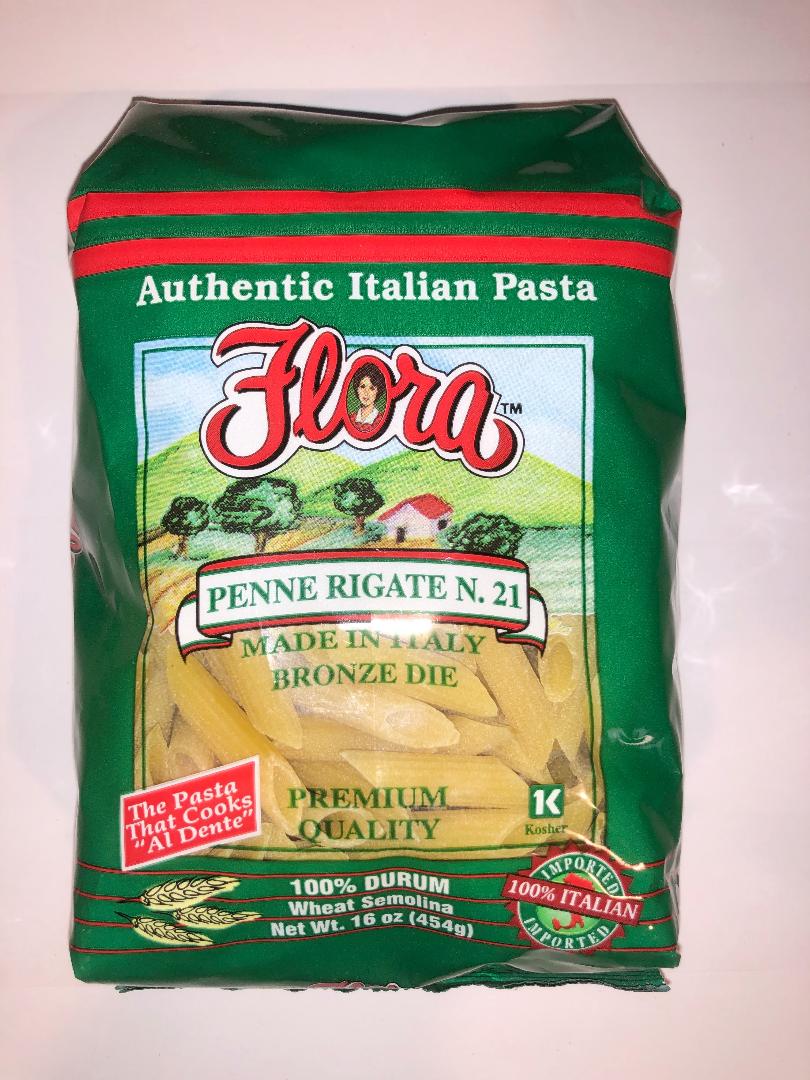 Authentic Italian Pasta
Flora™
PENNE RIGATE N. 21
MADE IN ITALY
BRONZE DIE
The Pasta
That Cooks
"Al Dente"
PREMIUM
QUALITY
K
Kosher
100% DURUM
Wheat Semolina
Net Wt. 16 oz (454g)
IMPORTED
100% ITALIAN
IMPORTED